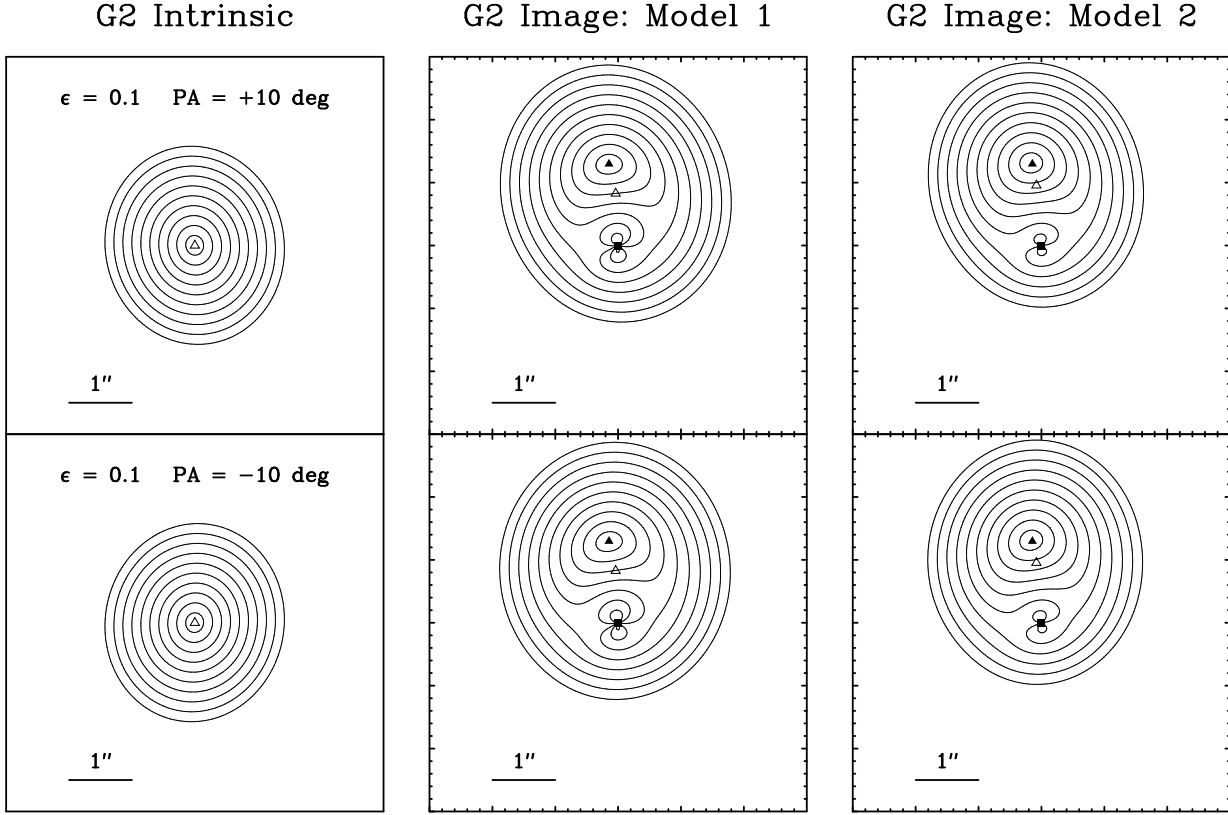 G2 Intrinsic
G2 Image: Model 1
G2 Image: Model 2
ϵ = 0.1 PA = +10 deg
1″
1″
1″
ϵ = 0.1 PA = −10 deg
1″
1″
1″